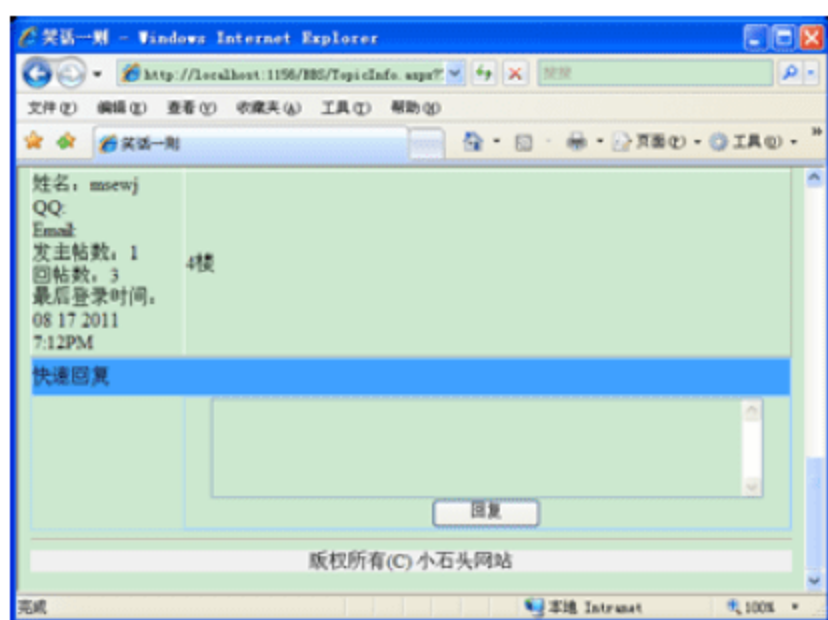 笑话一则 - Windows Internet Explorer
http://localhost:1156/BBS/TopicInfo.aspx?
搜搜
文件(F) 编辑(E) 查看(V) 收藏夹(A) 工具(T) 帮助(H)
笑话一则
页面(P) 工具(O)
姓名：msewj
QQ:
Email:
发主帖数：1
回帖数：3
最后登录时间：
08 17 2011
7:12PM
4楼
快速回复
回复
版权所有(C) 小石头网站
完成
本地 Intranet
100%